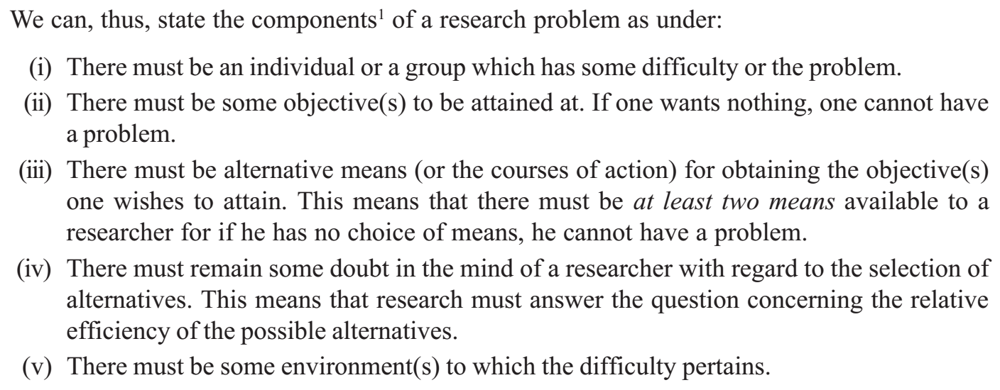 We can, thus, state the components¹ of a research problem as under:
(i) There must be an individual or a group which has some difficulty or the problem.
(ii) There must be some objective(s) to be attained at. If one wants nothing, one cannot have
a problem.
(iii) There must be alternative means (or the courses of action) for obtaining the objective(s)
one wishes to attain. This means that there must be at least two means available to a
researcher for if he has no choice of means, he cannot have a problem.
(iv) There must remain some doubt in the mind of a researcher with regard to the selection of
alternatives. This means that research must answer the question concerning the relative
efficiency of the possible alternatives.
(v) There must be some environment(s) to which the difficulty pertains.